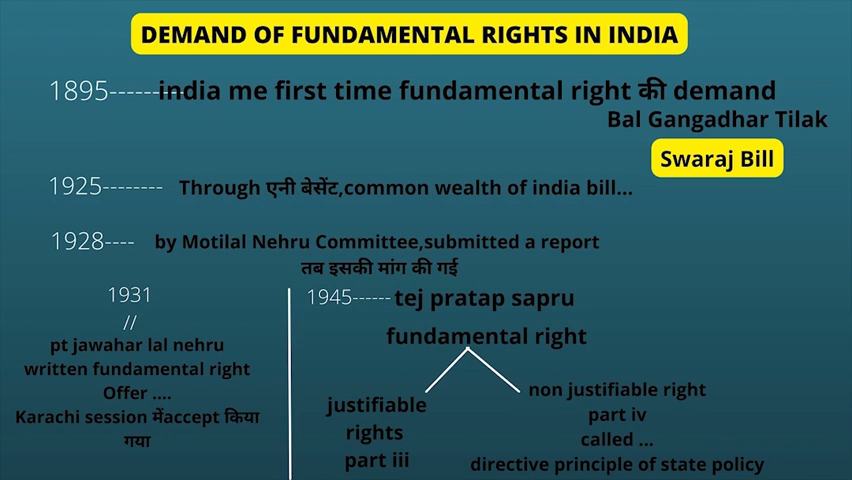 DEMAND OF FUNDAMENTAL RIGHTS IN INDIA
1895---------india me first time fundamental right की demand
Bal Gangadhar Tilak
Swaraj Bill
1925-------- Through एनी बेसेंट,common wealth of india bill...
1928---- by Motilal Nehru Committee,submitted a report
तब इसकी मांग की गई
1931
//
pt jawahar lal nehru
written fundamental right
Offer ....
Karachi session मेंaccept किया
गया
1945------ tej pratap sapru
fundamental right
justifiable
rights
part iii
non justifiable right
part iv
called ...
directive principle of state policy